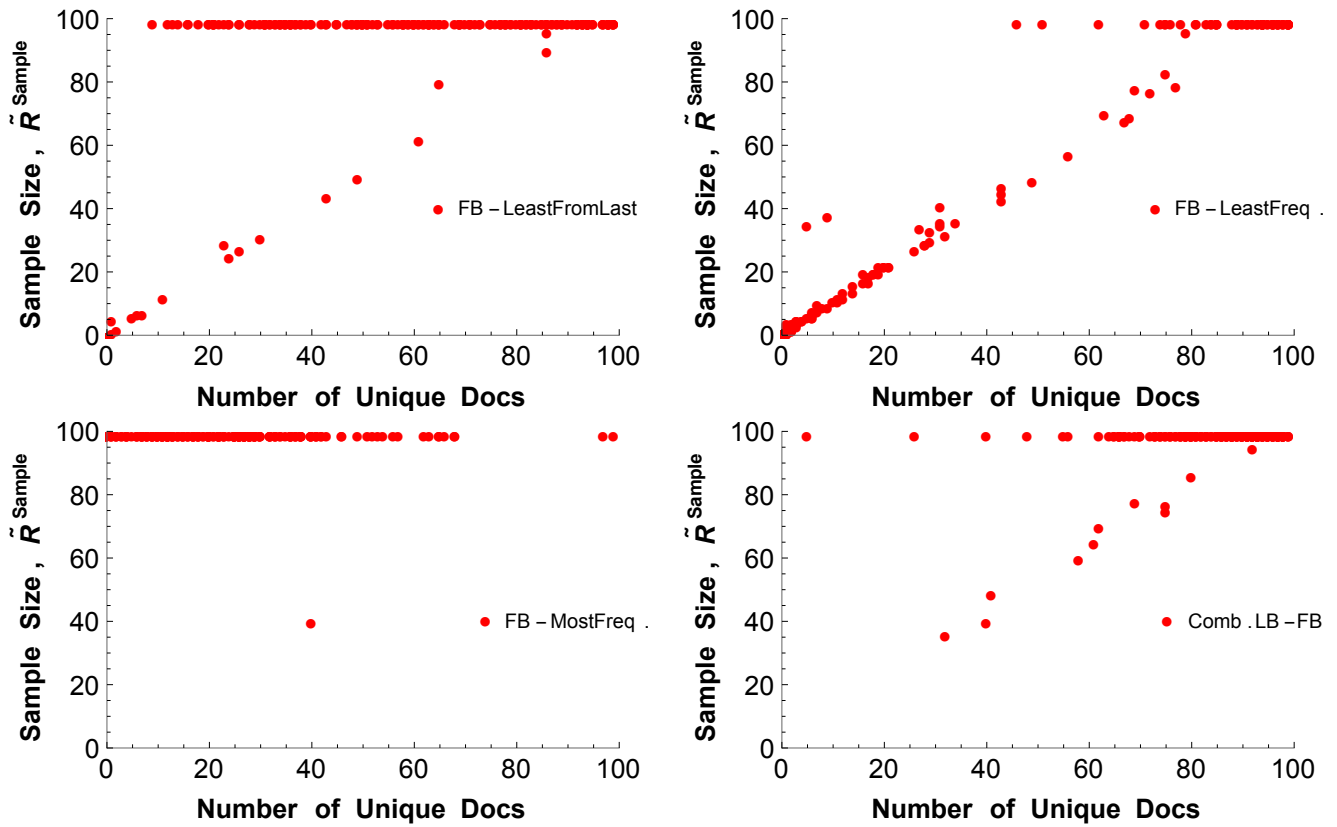 100
80
60
40
20
0
Sample Size , R̃ Sample
FB – LeastFromLast
0 20 40 60 80 100
Number of Unique Docs
100
80
60
40
20
0
Sample Size , R̃ Sample
FB – LeastFreq .
0 20 40 60 80 100
Number of Unique Docs
100
80
60
40
20
0
Sample Size , R̃ Sample
FB – MostFreq .
0 20 40 60 80 100
Number of Unique Docs
100
80
60
40
20
0
Sample Size , R̃ Sample
Comb . LB – FB
0 20 40 60 80 100
Number of Unique Docs